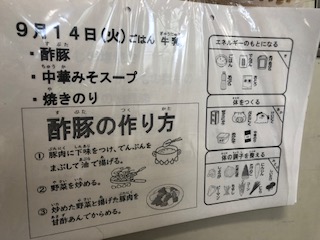 9月14日(火) ごはん 牛乳
・酢豚
・中華みそスープ
・焼きのり
酢豚の作り方
① 豚肉に下味をつけ、でんぷんを
まぶして油で揚げる。
② 野菜を炒める。
③ 炒めた野菜と揚げた豚肉を
甘酢あんでからめる。
エネルギーのもとになる
体をつくる
体の調子を整える